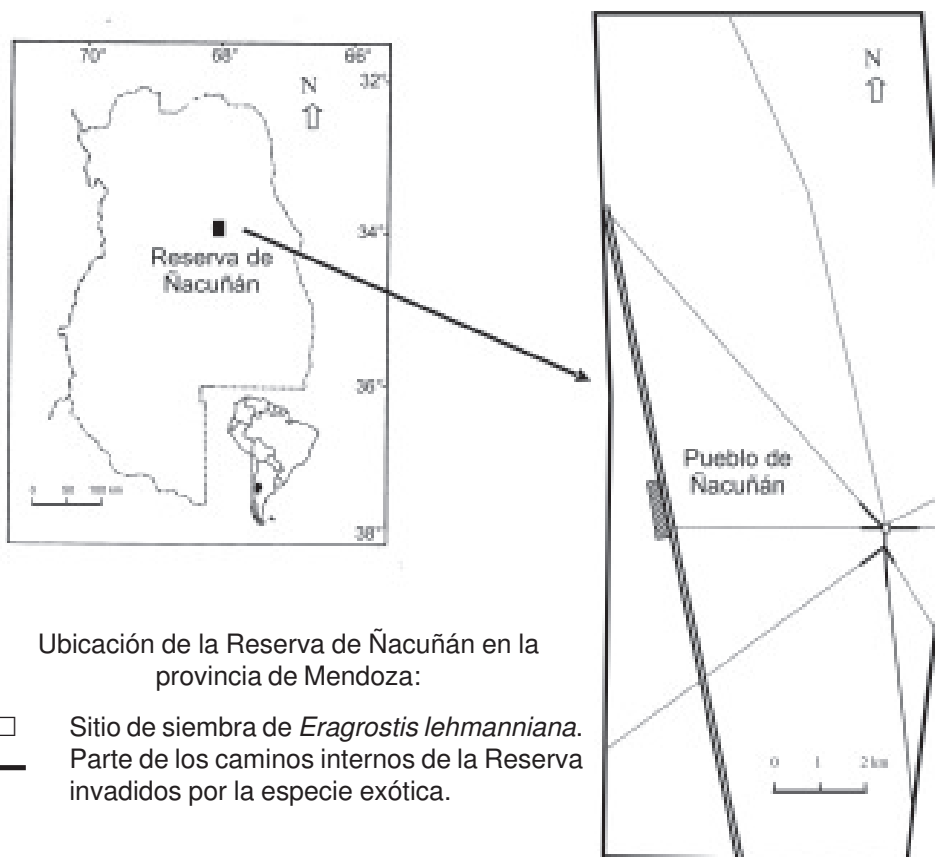 70° 68° 66°
32°
N
34°
Reserva de
Ñacuñán
36°
38°
N
Pueblo de
Ñacuñán
0 1 2 km
Ubicación de la Reserva de Ñacuñán en la
provincia de Mendoza:
Sitio de siembra de Eragrostis lehmanniana.
Parte de los caminos internos de la Reserva
invadidos por la especie exótica.